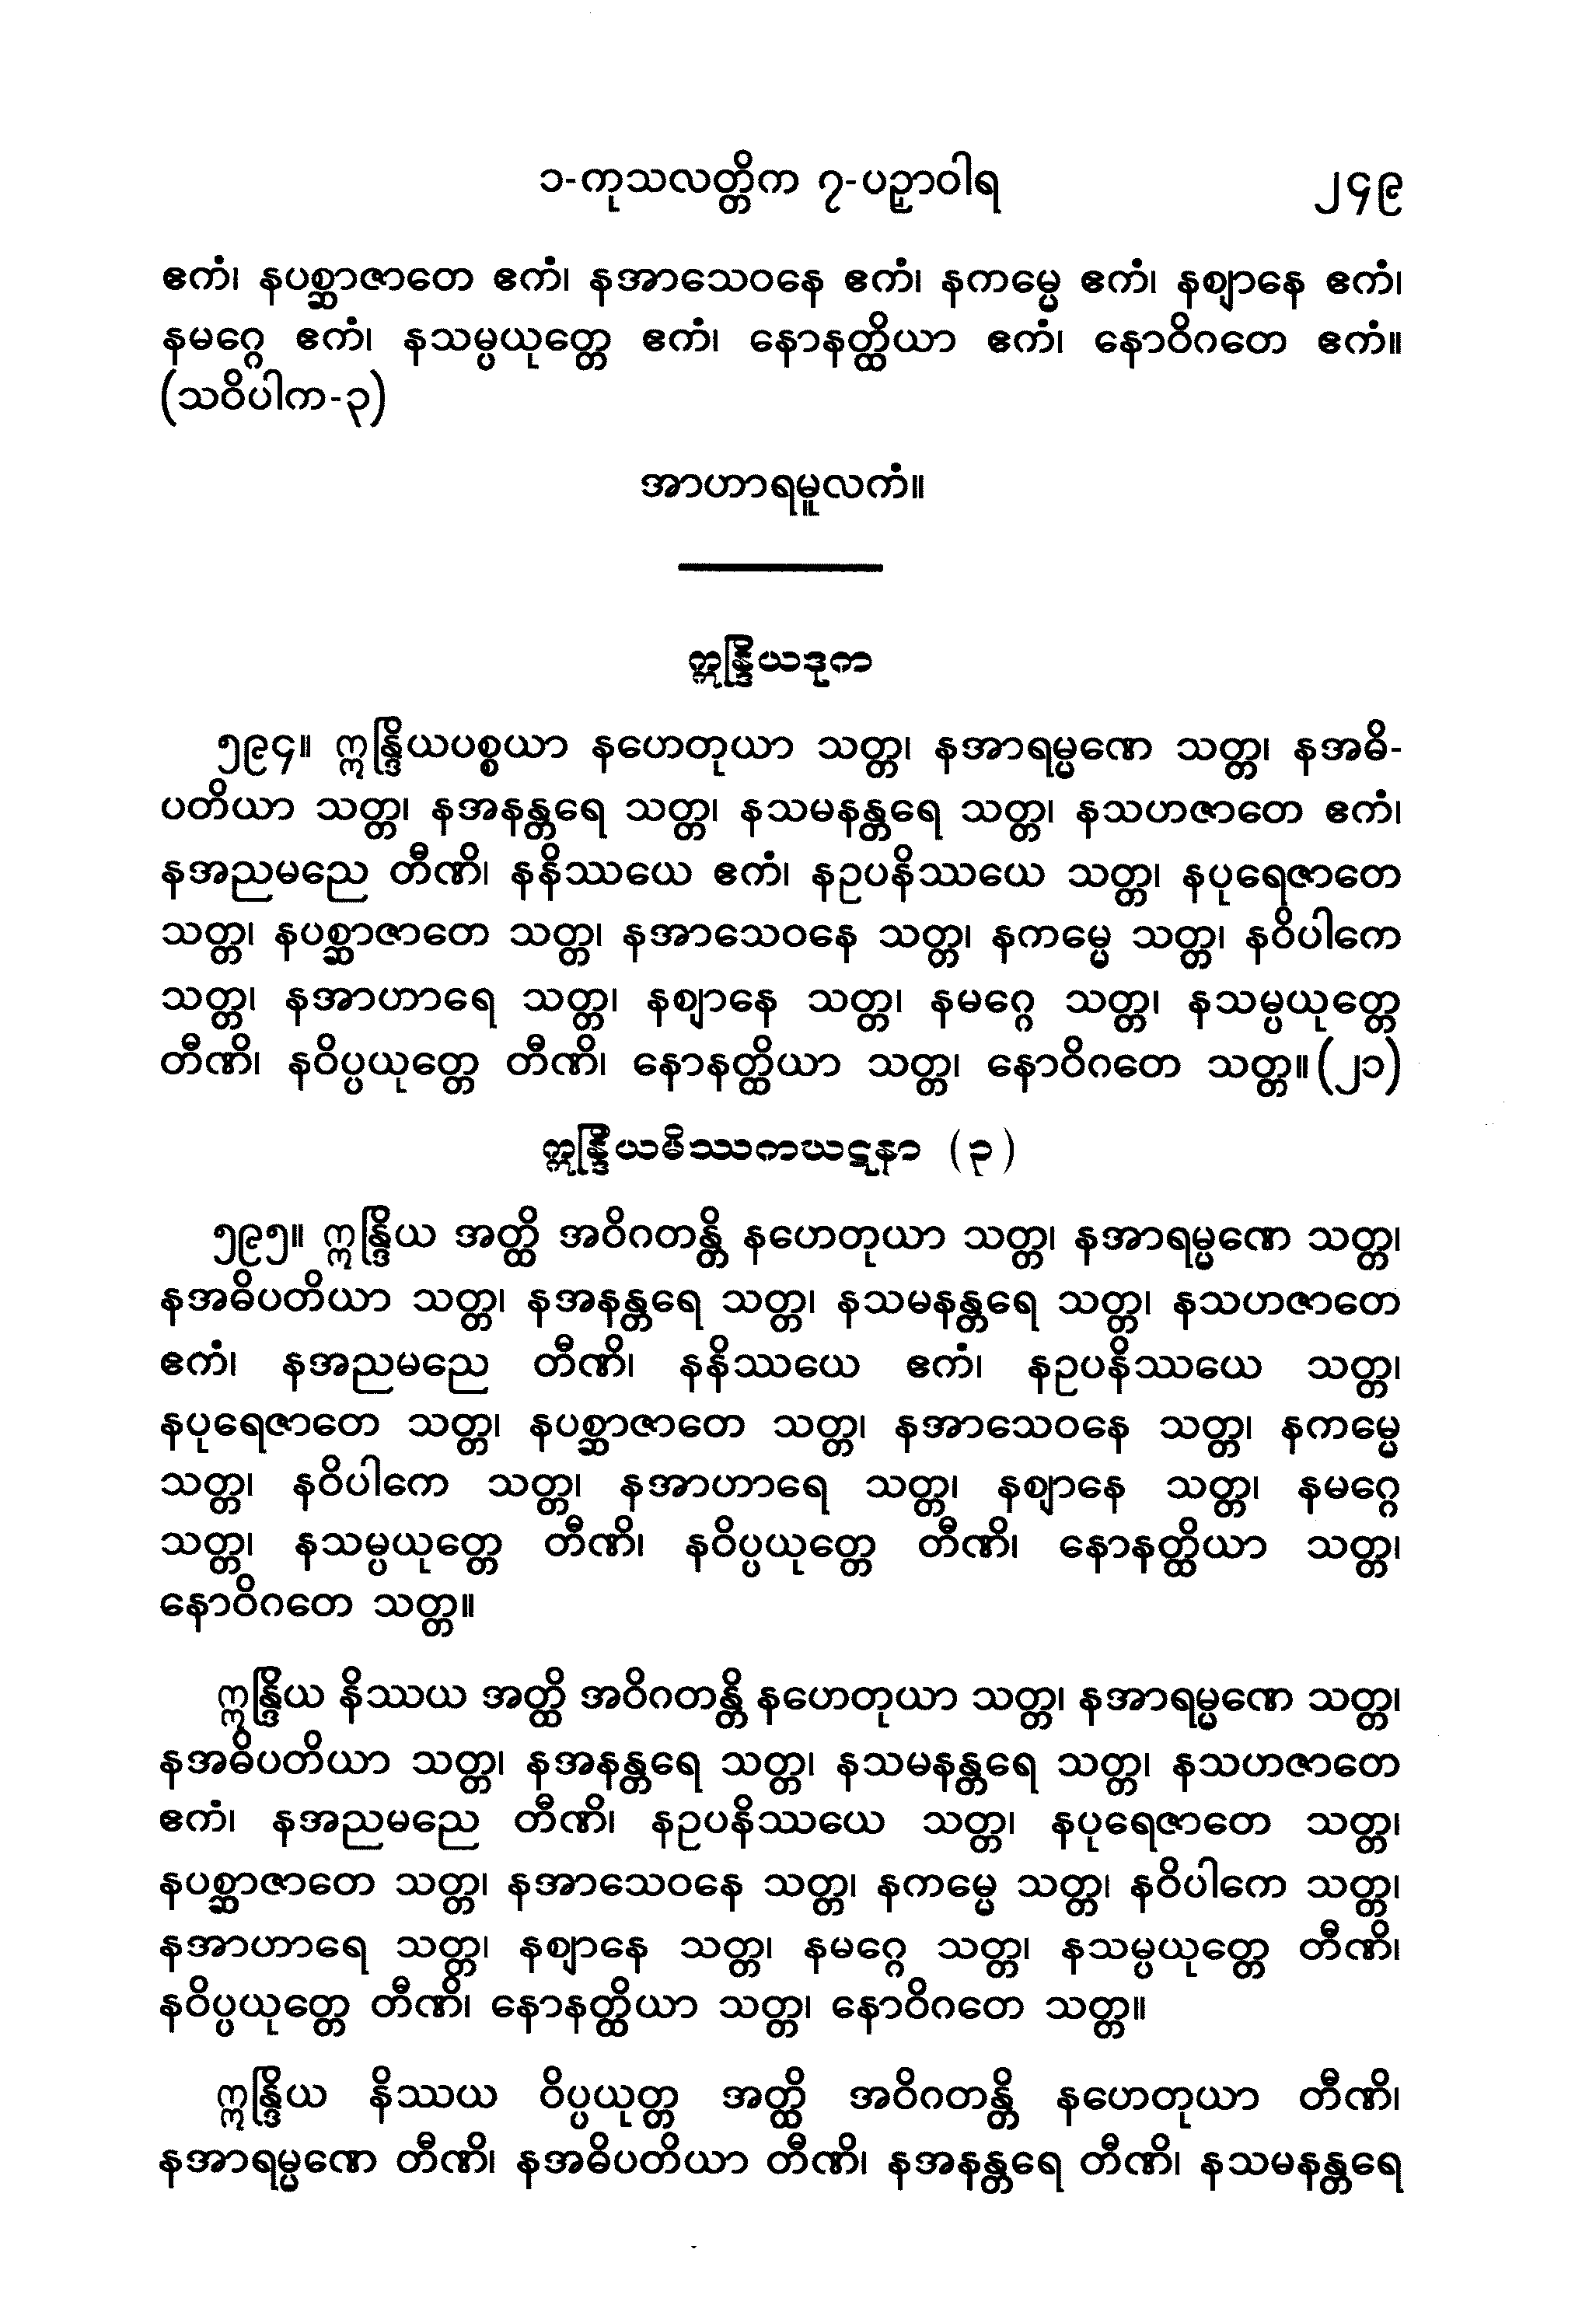 ၁-ကုသလတ္တိက ၇-ပဉှာဝါရ ၂၄၉
ဧကံ၊ နပစ္ဆာဇာတေ ဧကံ၊ နအာသေဝနေ ဧကံ၊ နကမ္မေ ဧကံ၊ နဈာနေ ဧကံ၊
နမဂ္ဂေ ဧကံ၊ နသမ္ပယုတ္တေ ဧကံ၊ နောနတ္ထိယာ ဧကံ၊ နောဝိဂတေ ဧကံ။
(သဝိပါက-၃)
အာဟာရမူလကံ။
ဣန္ဒြိယဒုက
၅၉၄။ ဣန္ဒြိယပစ္စယာ နဟေတုယာ သတ္တ၊ နအာရမ္မဏေ သတ္တ၊ နအဓိ-
ပတိယာ သတ္တ၊ နအနန္တရေ သတ္တ၊ နသမနန္တရေ သတ္တ၊ နသဟဇာတေ ဧကံ၊
နအညမညေ တီဏိ၊ နနိဿယေ ဧကံ၊ နဥပနိဿယေ သတ္တ၊ နပုရေဇာတေ
သတ္တ၊ နပစ္ဆာဇာတေ သတ္တ၊ နအာသေဝနေ သတ္တ၊ နကမ္မေ သတ္တ၊ နဝိပါကေ
သတ္တ၊ နအာဟာရေ သတ္တ၊ နဈာနေ သတ္တ၊ နမဂ္ဂေ သတ္တ၊ နသမ္ပယုတ္တေ
တီဏိ၊ နဝိပ္ပယုတ္တေ တီဏိ၊ နောနတ္ထိယာ သတ္တ၊ နောဝိဂတေ သတ္တ။ (၂၁)
ဣန္ဒြိယမိဿကဃဋနာ (၃)
၅၉၅။ ဣန္ဒြိယ အတ္ထိ အဝိဂတန္တိ နဟေတုယာ သတ္တ၊ နအာရမ္မဏေ သတ္တ၊
နအဓိပတိယာ သတ္တ၊ နအနန္တရေ သတ္တ၊ နသမနန္တရေ သတ္တ၊ နသဟဇာတေ
ဧကံ၊ နအညမညေ တီဏိ၊ နနိဿယေ ဧကံ၊ နဥပနိဿယေ သတ္တ၊
နပုရေဇာတေ သတ္တ၊ နပစ္ဆာဇာတေ သတ္တ၊ နအာသေဝနေ သတ္တ၊ နကမ္မေ
သတ္တ၊ နဝိပါကေ သတ္တ၊ နအာဟာရေ သတ္တ၊ နဈာနေ သတ္တ၊ နမဂ္ဂေ
သတ္တ၊ နသမ္ပယုတ္တေ တီဏိ၊ နဝိပ္ပယုတ္တေ တီဏိ၊ နောနတ္ထိယာ သတ္တ၊
နောဝိဂတေ သတ္တ။
ဣန္ဒြိယ နိဿယ အတ္ထိ အဝိဂတန္တိ နဟေတုယာ သတ္တ၊ နအာရမ္မဏေ သတ္တ၊
နအဓိပတိယာ သတ္တ၊ နအနန္တရေ သတ္တ၊ နသမနန္တရေ သတ္တ၊ နသဟဇာတေ
ဧကံ၊ နအညမညေ တီဏိ၊ နဥပနိဿယေ သတ္တ၊ နပုရေဇာတေ သတ္တ၊
နပစ္ဆာဇာတေ သတ္တ၊ နအာသေဝနေ သတ္တ၊ နကမ္မေ သတ္တ၊ နဝိပါကေ သတ္တ၊
နအာဟာရေ သတ္တ၊ နဈာနေ သတ္တ၊ နမဂ္ဂေ သတ္တ၊ နသမ္ပယုတ္တေ တီဏိ၊
နဝိပ္ပယုတ္တေ တီဏိ၊ နောနတ္ထိယာ သတ္တ၊ နောဝိဂတေ သတ္တ။
ဣန္ဒြိယ နိဿယ ဝိပ္ပယုတ္တ အတ္ထိ အဝိဂတန္တိ နဟေတုယာ တီဏိ၊
နအာရမ္မဏေ တီဏိ၊ နအဓိပတိယာ တီဏိ၊ နအနန္တရေ တီဏိ၊ နသမနန္တရေ